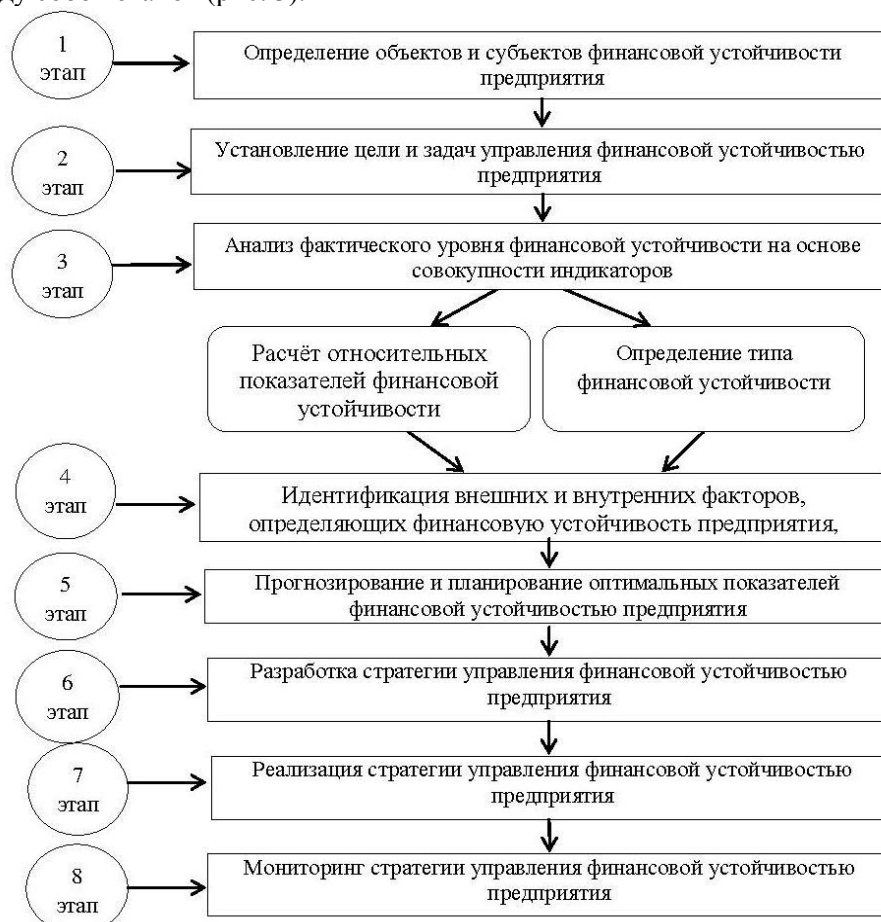 1
этап
Определение объектов и субъектов финансовой устойчивости
предприятия
2
этап
Установление цели и задач управления финансовой устойчивостью
предприятия
3
этап
Анализ фактического уровня финансовой устойчивости на основе
совокупности индикаторов
Расчёт относительных
показателей финансовой
устойчивости
Определение типа
финансовой устойчивости
4
этап
Идентификация внешних и внутренних факторов,
определяющих финансовую устойчивость предприятия,
5
этап
Прогнозирование и планирование оптимальных показателей
финансовой устойчивостью предприятия
6
этап
Разработка стратегии управления финансовой устойчивостью
предприятия
7
этап
Реализация стратегии управления финансовой устойчивостью
предприятия
8
этап
Мониторинг стратегии управления финансовой устойчивостью
предприятия